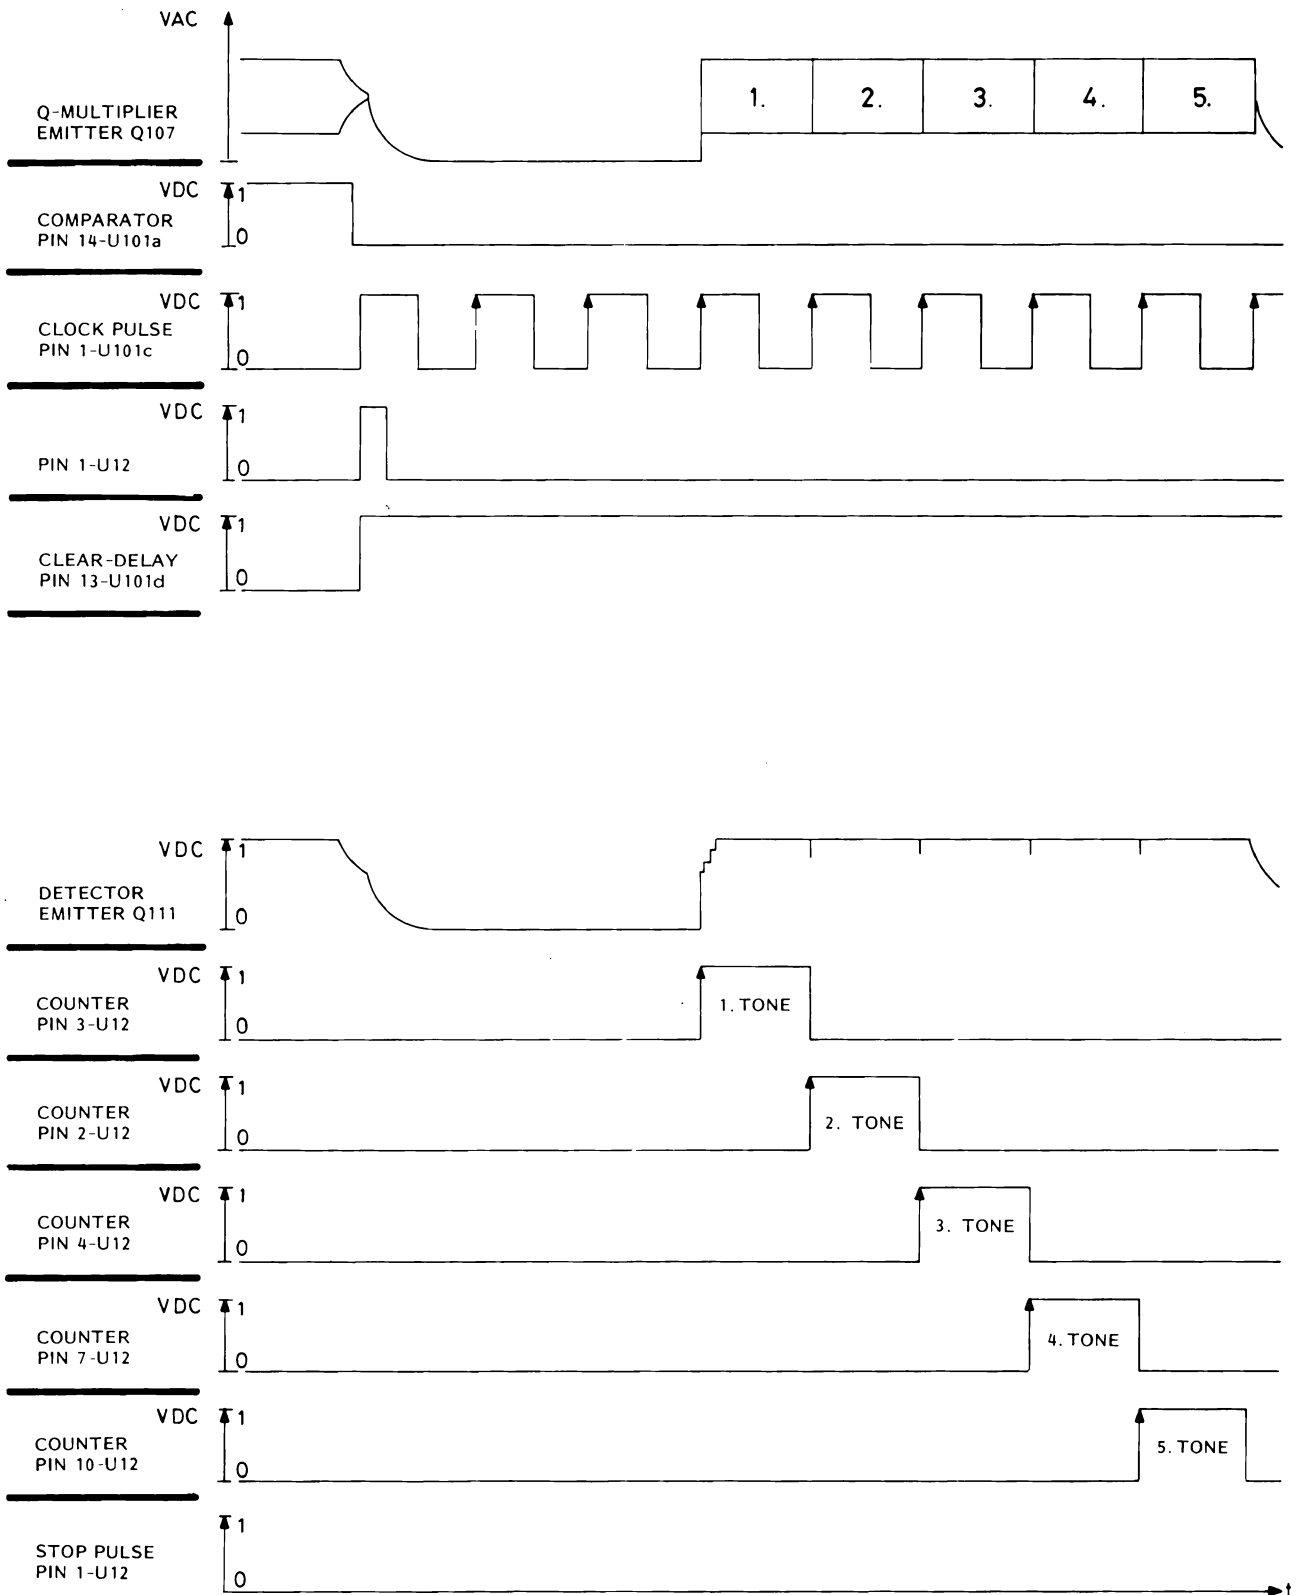 VAC
Q-MULTIPLIER
EMITTER Q107
1. 2. 3. 4. 5.
VDC 1
COMPARATOR
PIN 14-U101a
0
VDC 1
CLOCK PULSE
PIN 1-U101c
0
VDC 1
PIN 1-U12
0
VDC 1
CLEAR-DELAY
PIN 13-U101d
0
VDC 1
DETECTOR
EMITTER Q111
0
VDC 1
COUNTER
PIN 3-U12
0
1. TONE
VDC 1
COUNTER
PIN 2-U12
0
2. TONE
VDC 1
COUNTER
PIN 4-U12
0
3. TONE
VDC 1
COUNTER
PIN 7-U12
0
4. TONE
VDC 1
COUNTER
PIN 10-U12
0
5. TONE
1
STOP PULSE
PIN 1-U12
0
t